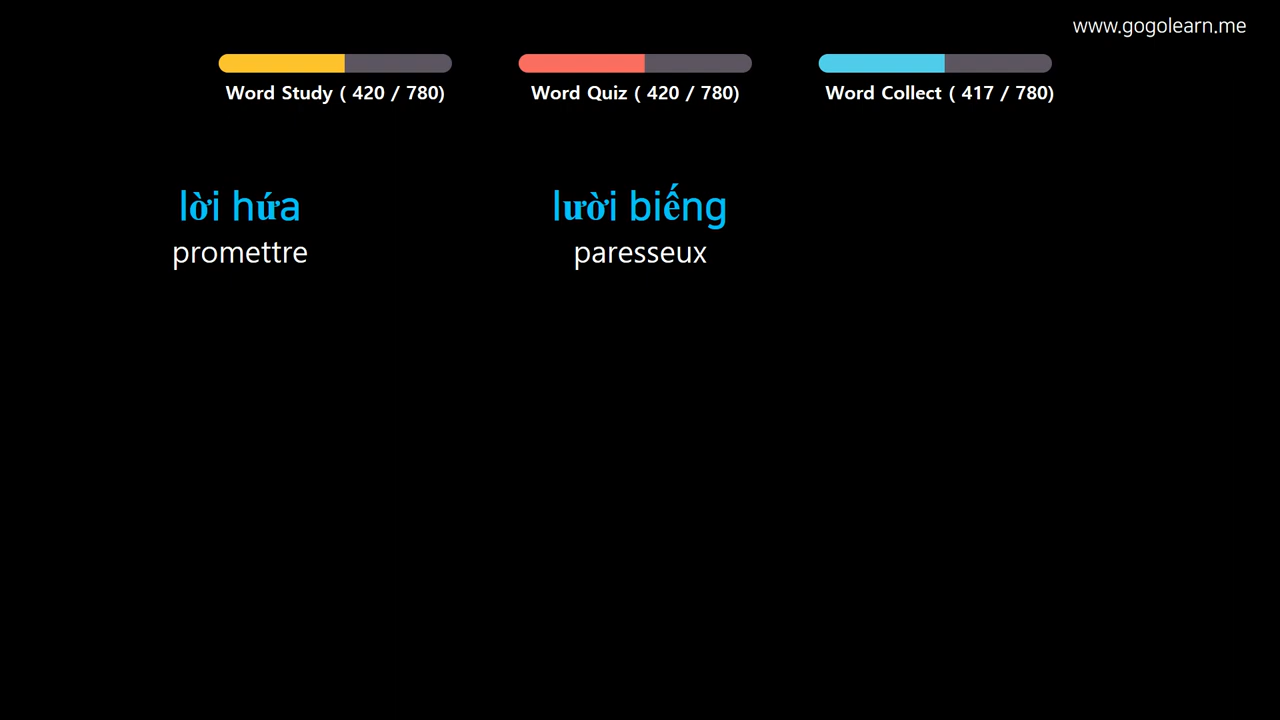 www.gogolearn.me
Word Study ( 420 / 780)
Word Quiz ( 420 / 780)
Word Collect ( 417 / 780)
lời hứa
promettre
lười biếng
paresseux